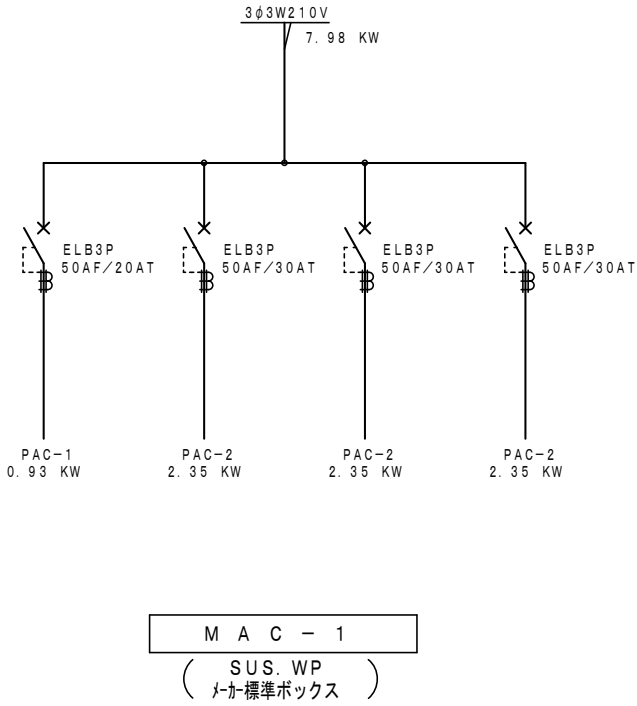 3φ3W210V
7.98 KW
ELB3P
50AF/20AT
ELB3P
50AF/30AT
ELB3P
50AF/30AT
ELB3P
50AF/30AT
PAC-1
0.93 KW
PAC-2
2.35 KW
PAC-2
2.35 KW
PAC-2
2.35 KW
MAC-1
(SUS.WP
メーカー標準ボックス)